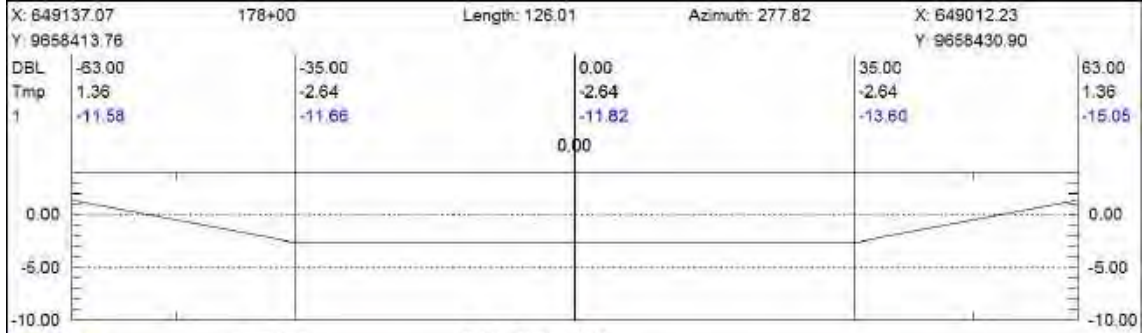 X: 649137.07 178+00 Length: 126.01 Azimuth: 277.82 X: 649012.23
Y: 9658413.76 Y: 9658430.90
DBL -63.00 -35.00 0.00 35.00 63.00
Tmp 1.36 -2.64 -2.64 -2.64 1.36
1 -11.58 -11.66 -11.82 -13.60 -15.05
0.00
0.00 0.00
-5.00 -5.00
-10.00 -10.00